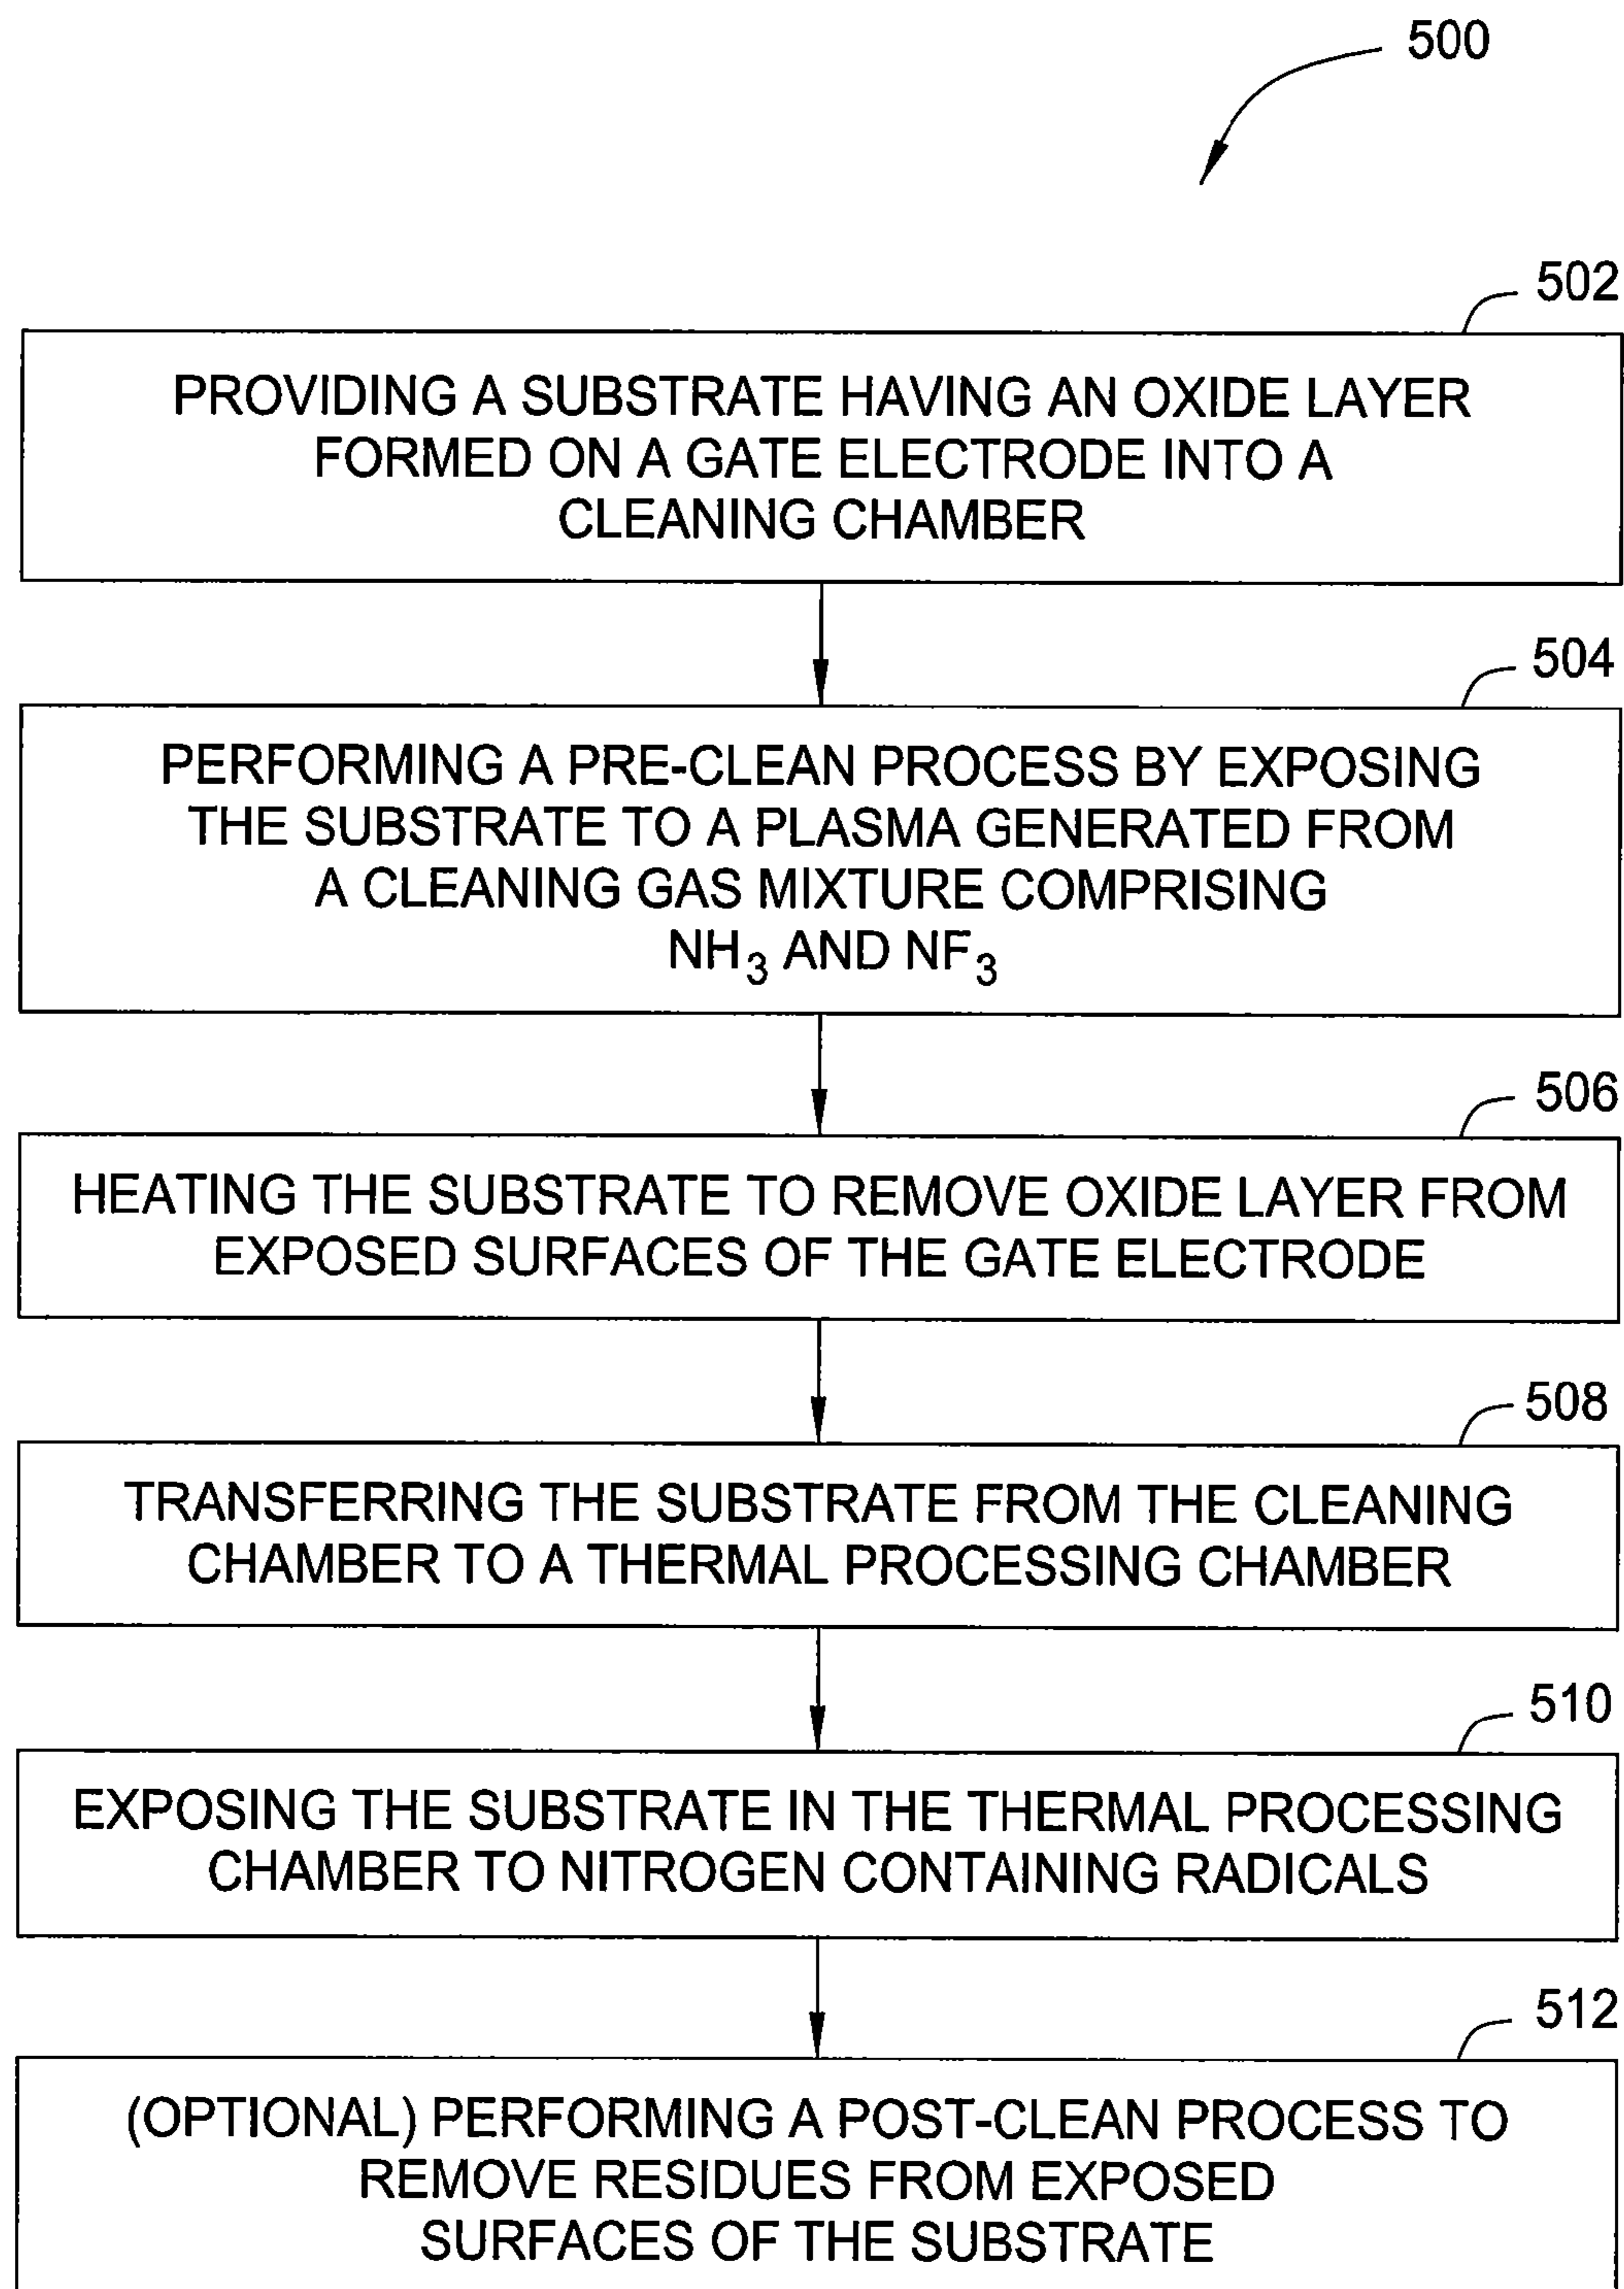 500
502
PROVIDING A SUBSTRATE HAVING AN OXIDE LAYER
FORMED ON A GATE ELECTRODE INTO A
CLEANING CHAMBER
504
PERFORMING A PRE-CLEAN PROCESS BY EXPOSING
THE SUBSTRATE TO A PLASMA GENERATED FROM
A CLEANING GAS MIXTURE COMPRISING
NH₃ AND NF₃
506
HEATING THE SUBSTRATE TO REMOVE OXIDE LAYER FROM
EXPOSED SURFACES OF THE GATE ELECTRODE
508
TRANSFERRING THE SUBSTRATE FROM THE CLEANING
CHAMBER TO A THERMAL PROCESSING CHAMBER
510
EXPOSING THE SUBSTRATE IN THE THERMAL PROCESSING
CHAMBER TO NITROGEN CONTAINING RADICALS
512
(OPTIONAL) PERFORMING A POST-CLEAN PROCESS TO
REMOVE RESIDUES FROM EXPOSED
SURFACES OF THE SUBSTRATE